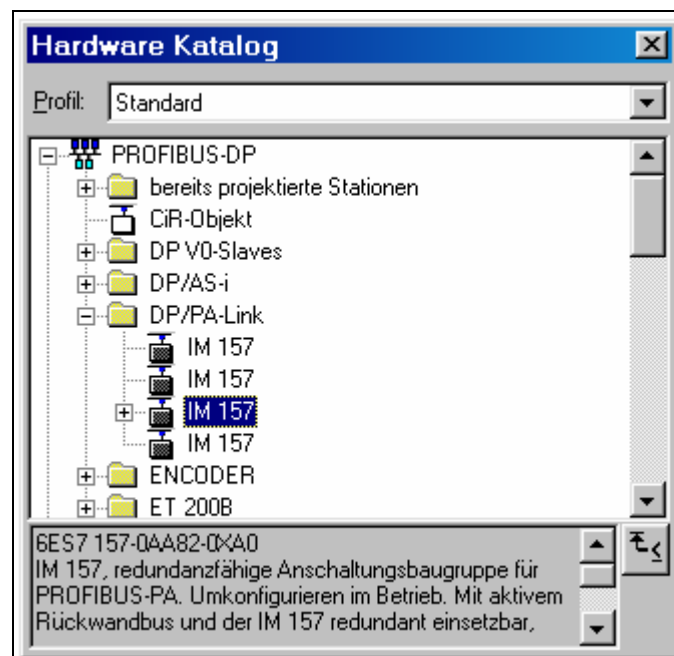 Hardware Katalog
Profil: Standard
PROFIBUS-DP
bereits projektierte Stationen
CiR-Objekt
DP V0-Slaves
DP/AS-i
DP/PA-Link
IM 157
IM 157
IM 157
IM 157
ENCODER
ET 200B
6ES7 157-0AA82-0XA0
IM 157, redundanzfähige Anschaltungsbaugruppe für
PROFIBUS-PA. Umkonfigurieren im Betrieb. Mit aktivem
Rückwandbus und der IM 157 redundant einsetzbar,